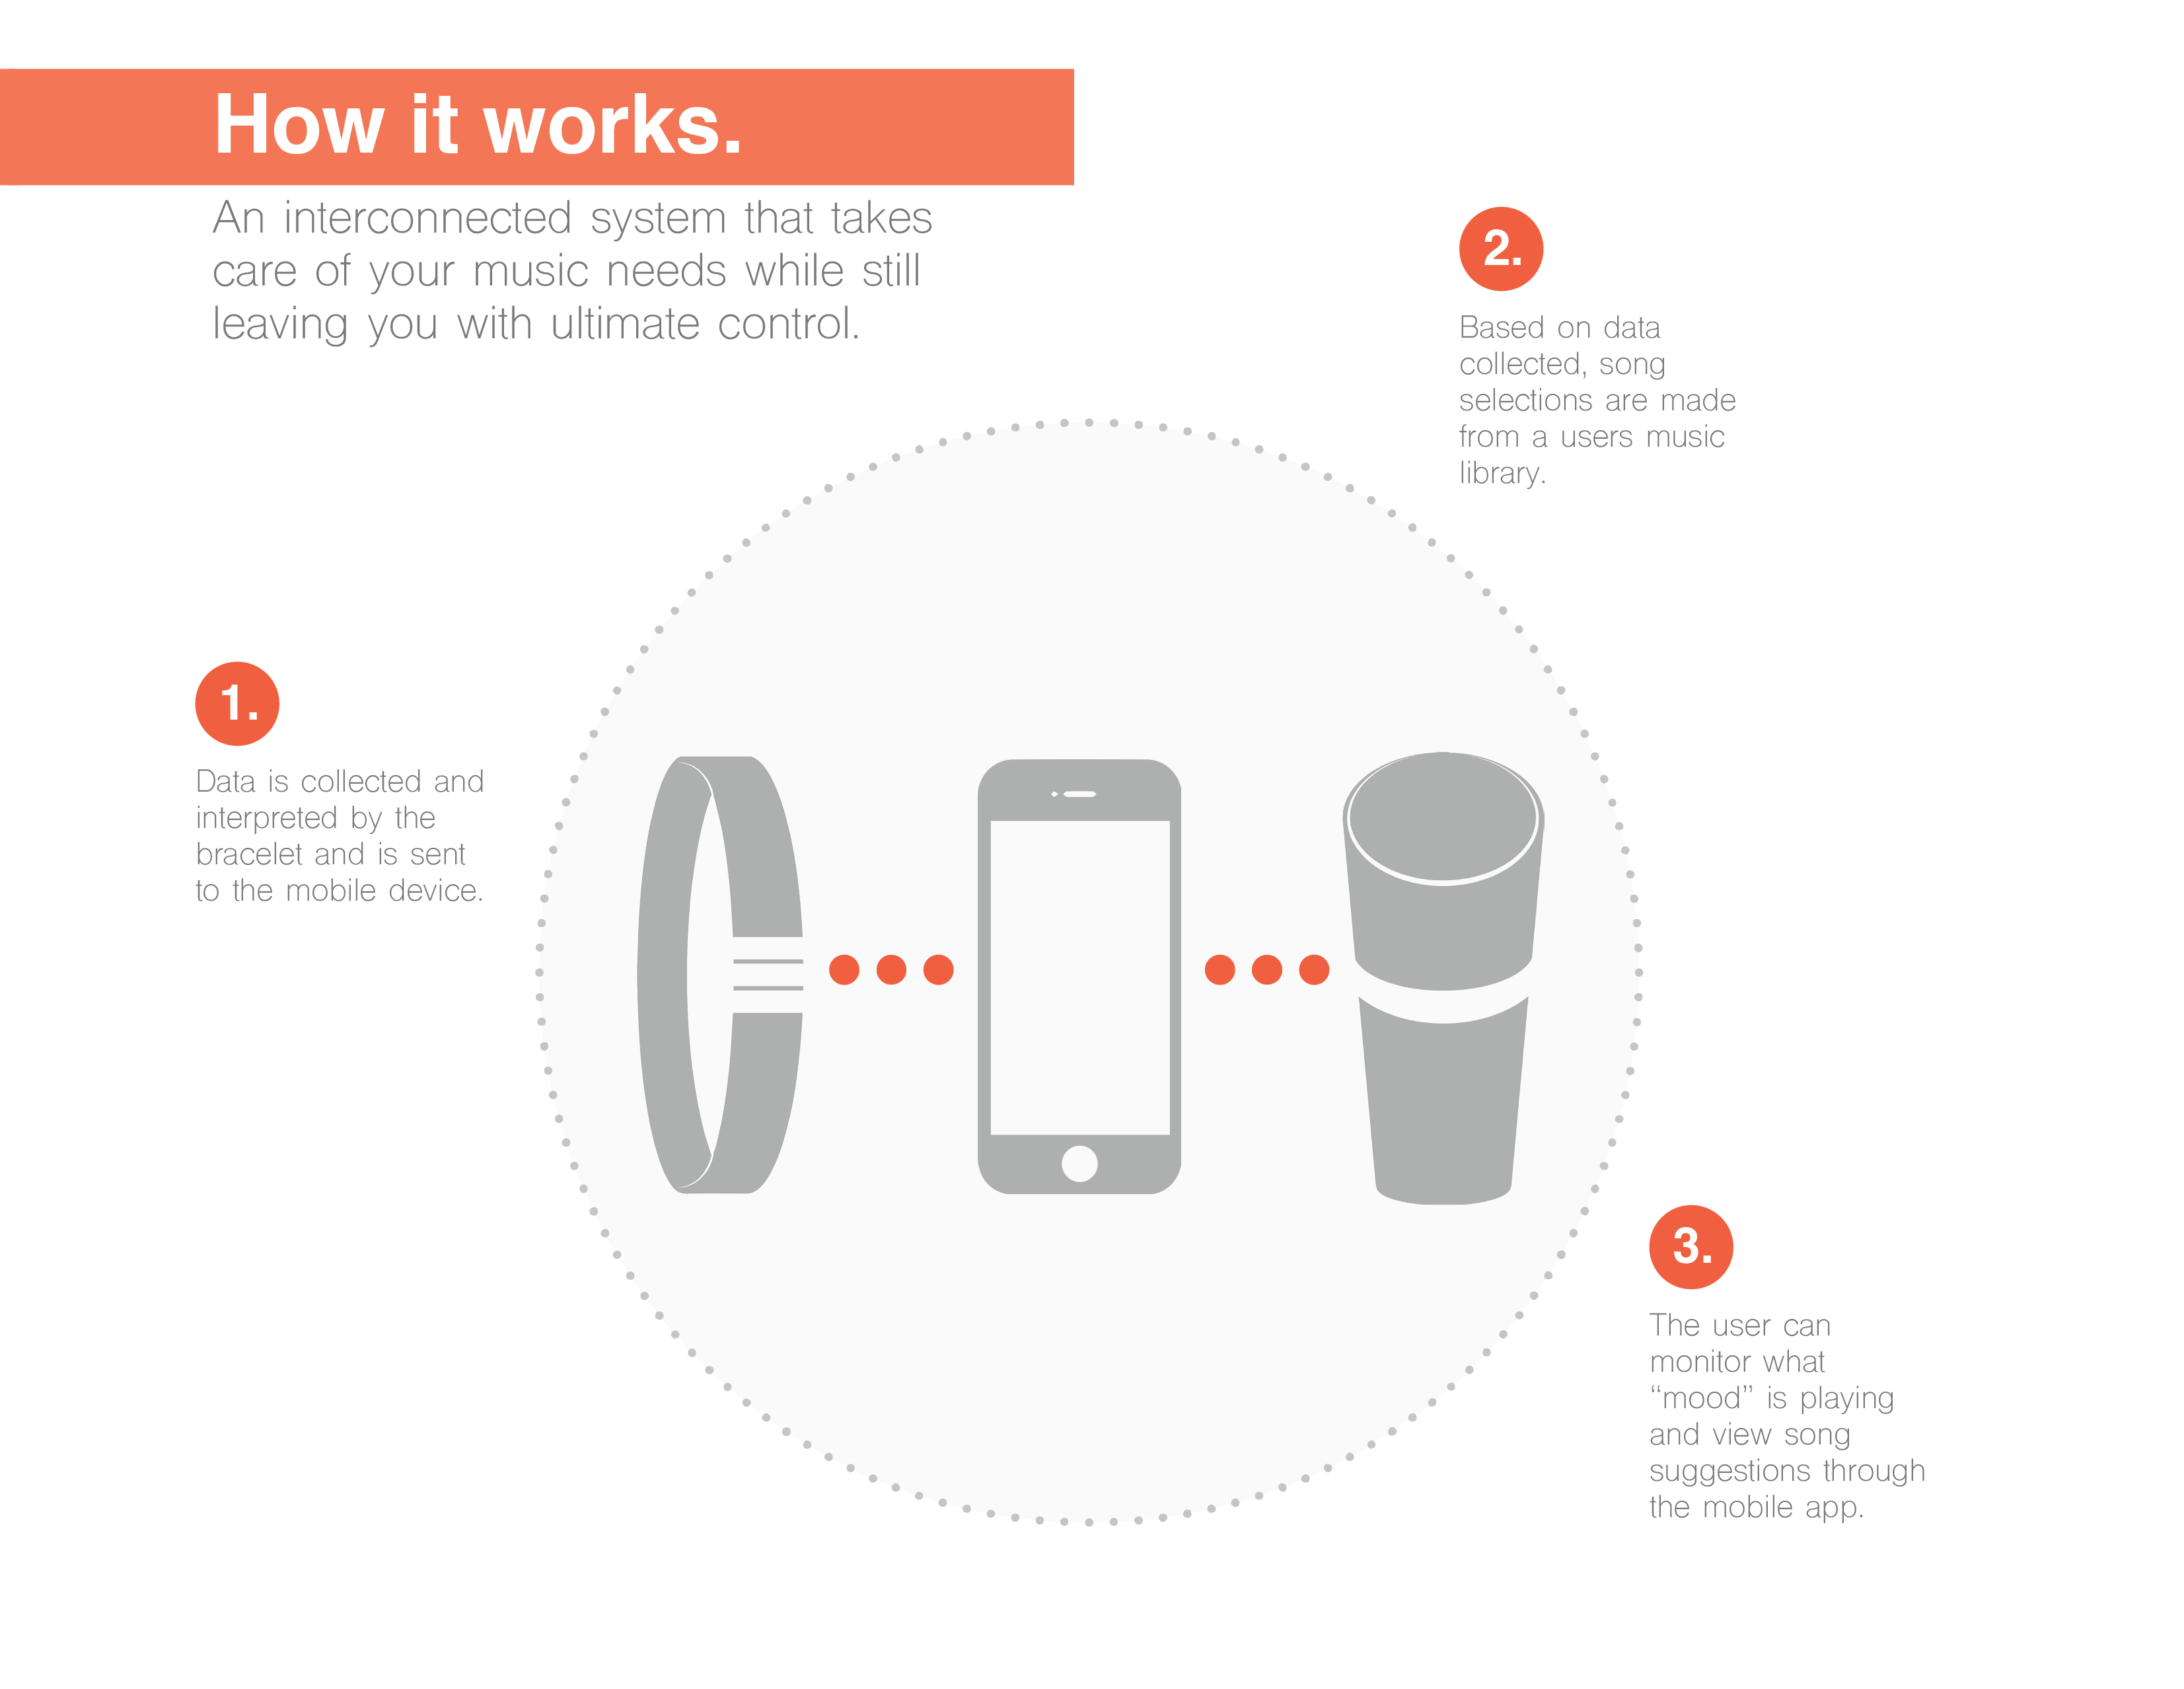 How it works.
An interconnected system that takes
care of your music needs while still
leaving you with ultimate control.
1.
Data is collected and
interpreted by the
bracelet and is sent
to the mobile device.
2.
Based on data
collected, song
selections are made
from a users music
library.
3.
The user can
monitor what
“mood” is playing
and view song
suggestions through
the mobile app.